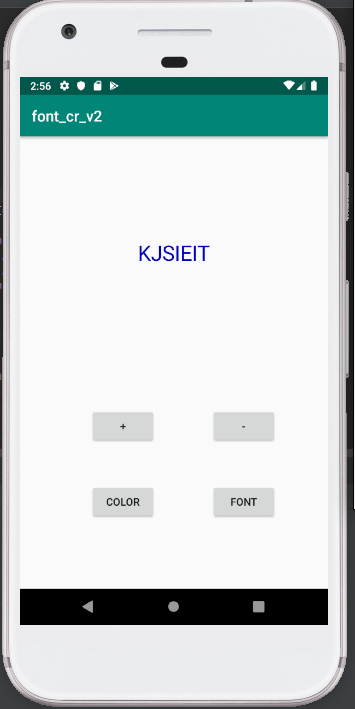 2:56
font_cr_v2
KJSIEIT
+ -
COLOR FONT